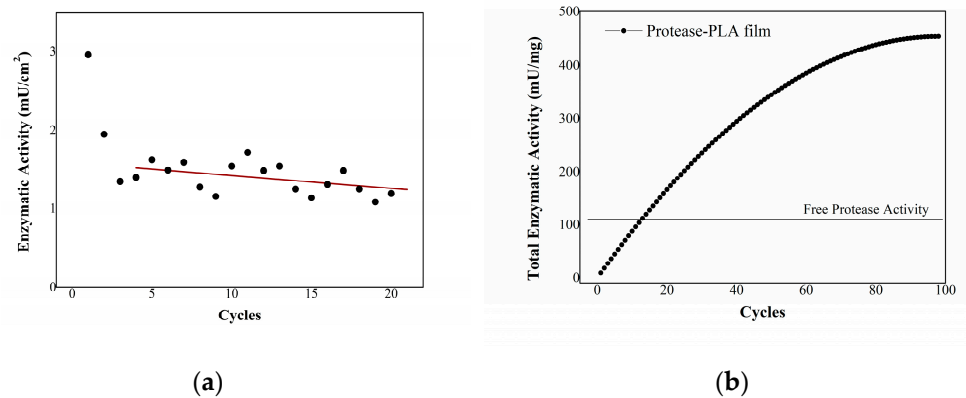 3
2
1
0
Enzymatic Activity (mU/cm²)
0 5 10 15 20
Cycles
(a)
500
400
300
200
100
0
Total Enzymatic Activity (mU/mg)
Protease-PLA film
Free Protease Activity
0 20 40 60 80 100
Cycles
(b)